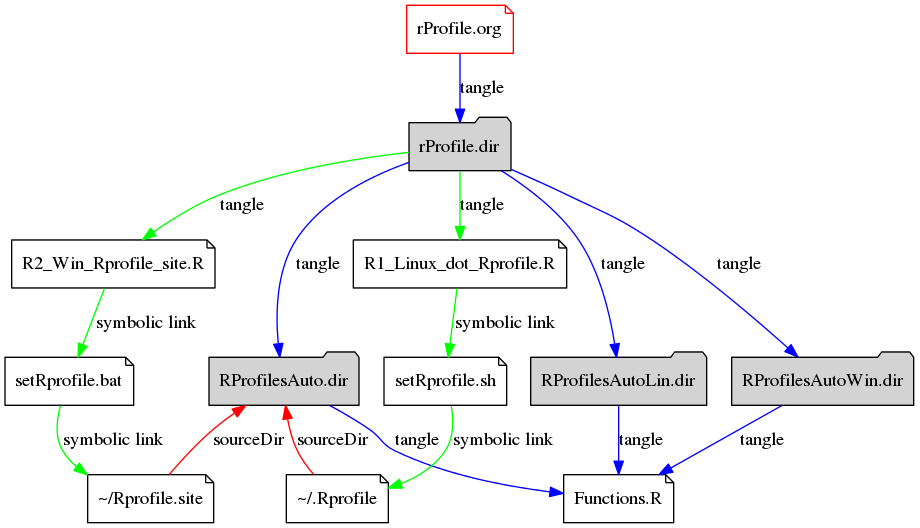 rProfile.org
tangle
rProfile.dir
tangle
tangle
R2_Win_Rprofile_site.R
tangle
R1_Linux_dot_Rprofile.R
tangle
tangle
symbolic link
symbolic link
setRprofile.bat
RProfilesAuto.dir
setRprofile.sh
RProfilesAutoLin.dir
RProfilesAutoWin.dir
symbolic link
sourceDir
sourceDir
tangle
symbolic link
tangle
tangle
~/Rprofile.site
~/.Rprofile
Functions.R